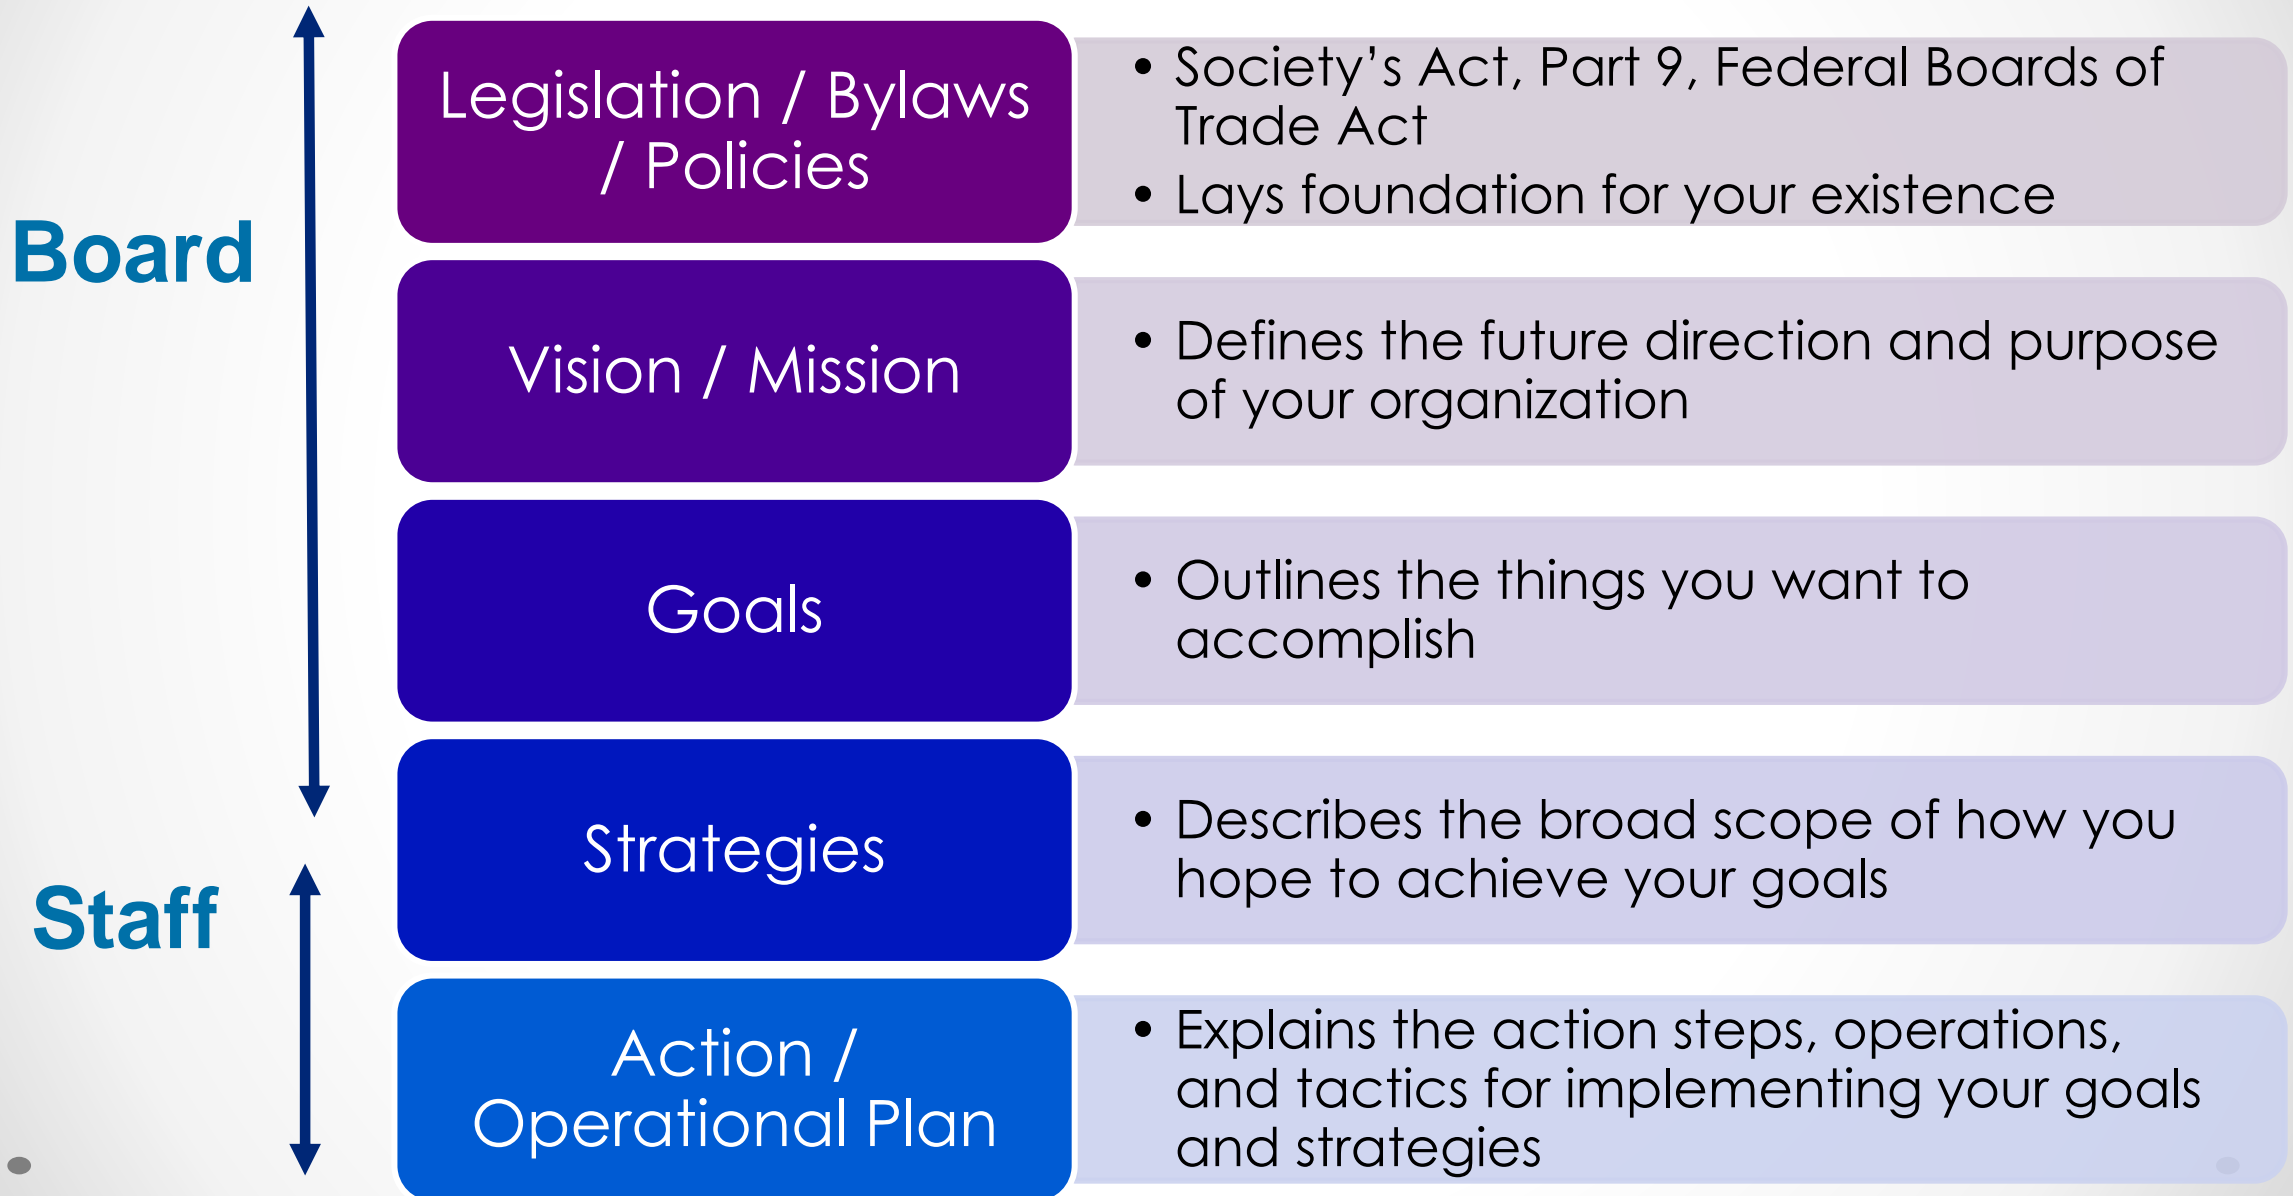 Board
Staff
Legislation / Bylaws
/ Policies
• Society’s Act, Part 9, Federal Boards of
Trade Act
• Lays foundation for your existence
Vision / Mission
• Defines the future direction and purpose
of your organization
Goals
• Outlines the things you want to
accomplish
Strategies
• Describes the broad scope of how you
hope to achieve your goals
Action /
Operational Plan
• Explains the action steps, operations,
and tactics for implementing your goals
and strategies